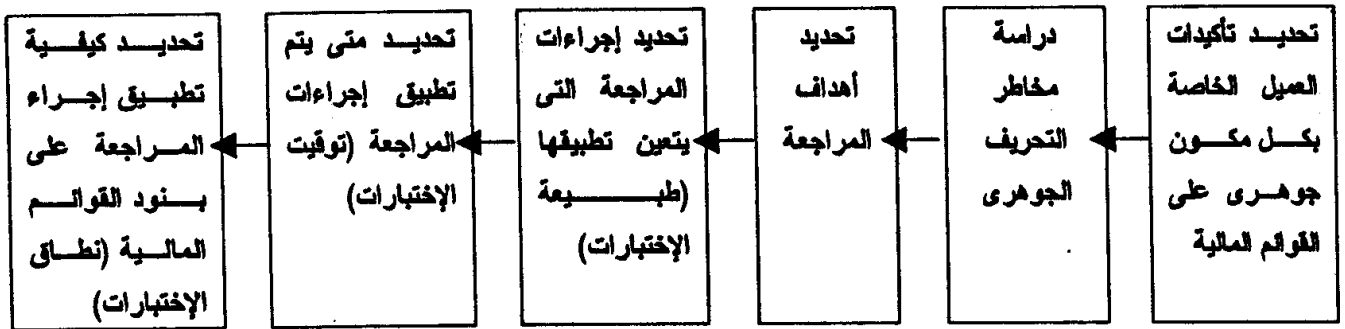 تحديد تأكيدات
العميل الخاصة
بكل مكون
جوهرى على
القوائم المالية
دراسة
مخاطر
التحريف
الجوهرى
تحديد
أهداف
المراجعة
تحديد إجراءات
المراجعة التى
يتعين تطبيقها
(طبيعة
الإختبارات)
تحديد متى يتم
تطبيق إجراءات
المراجعة (توقيت
الإختبارات)
تحديد كيفية
تطبيق إجراء
المراجعة على
بنود القوائم
المالية (نطاق
الإختبارات)